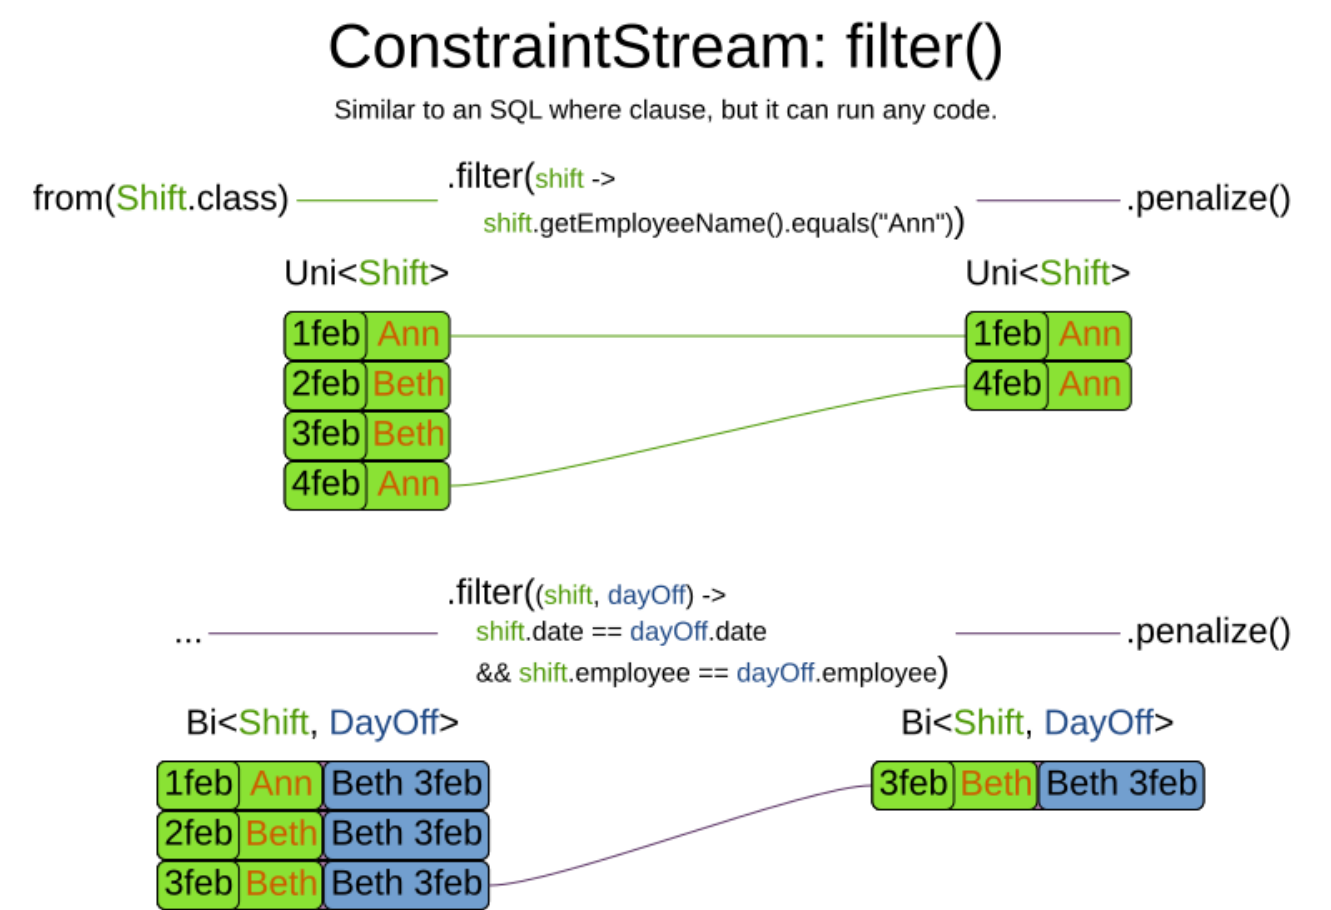 ConstraintStream: filter()
Similar to an SQL where clause, but it can run any code.
from(Shift.class)
.filter(shift ->
shift.getEmployeeName().equals("Ann"))
.penalize()
Uni<Shift>
Uni<Shift>
1feb Ann
1feb Ann
2feb Beth
4feb Ann
3feb Beth
4feb Ann
.filter((shift, dayOff) ->
...
shift.date == dayOff.date
.penalize()
&& shift.employee == dayOff.employee)
Bi<Shift, DayOff>
Bi<Shift, DayOff>
1feb Ann Beth 3feb
3feb Beth Beth 3feb
2feb Beth Beth 3feb
3feb Beth Beth 3feb